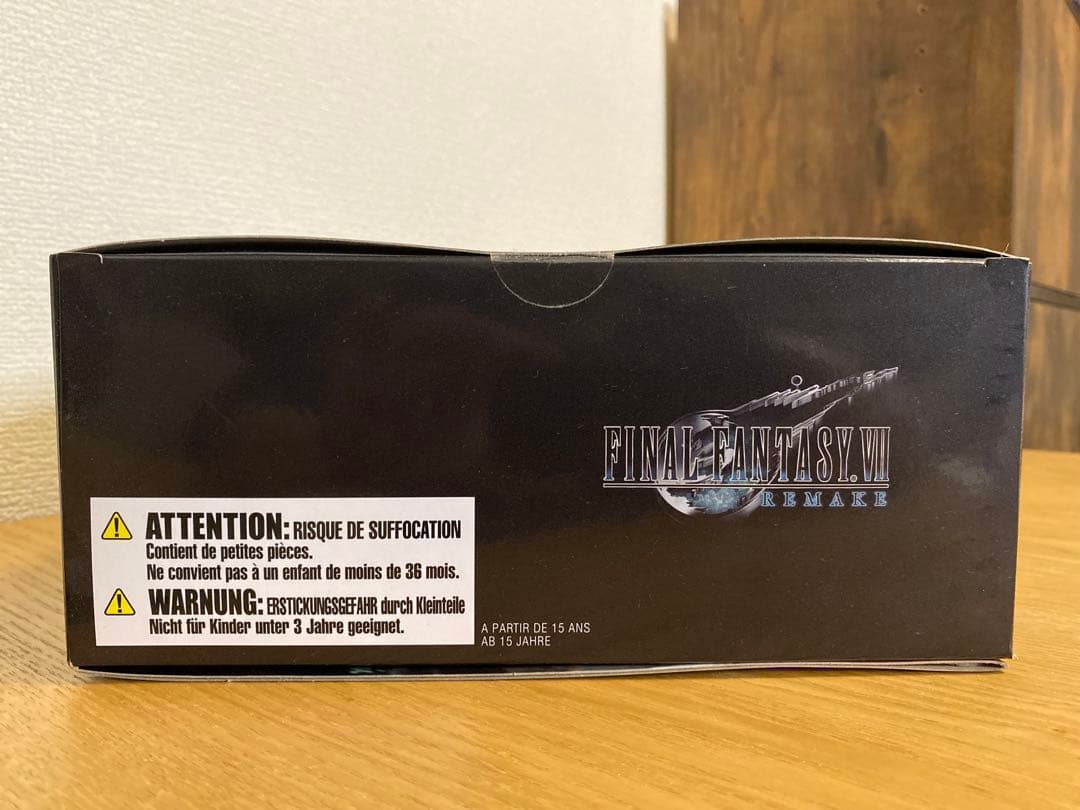 FINAL FANTASY. VII
REMAKE
ATTENTION: RISQUE DE SUFFOCATION
Contient de petites pièces.
Ne convient pas à un enfant de moins de 36 mois.
WARNUNG: ERSTICKUNGSGEFAHR durch Kleinteile
Nicht für Kinder unter 3 Jahre geeignet.
A PARTIR DE 15 ANS
AB 15 JAHRE